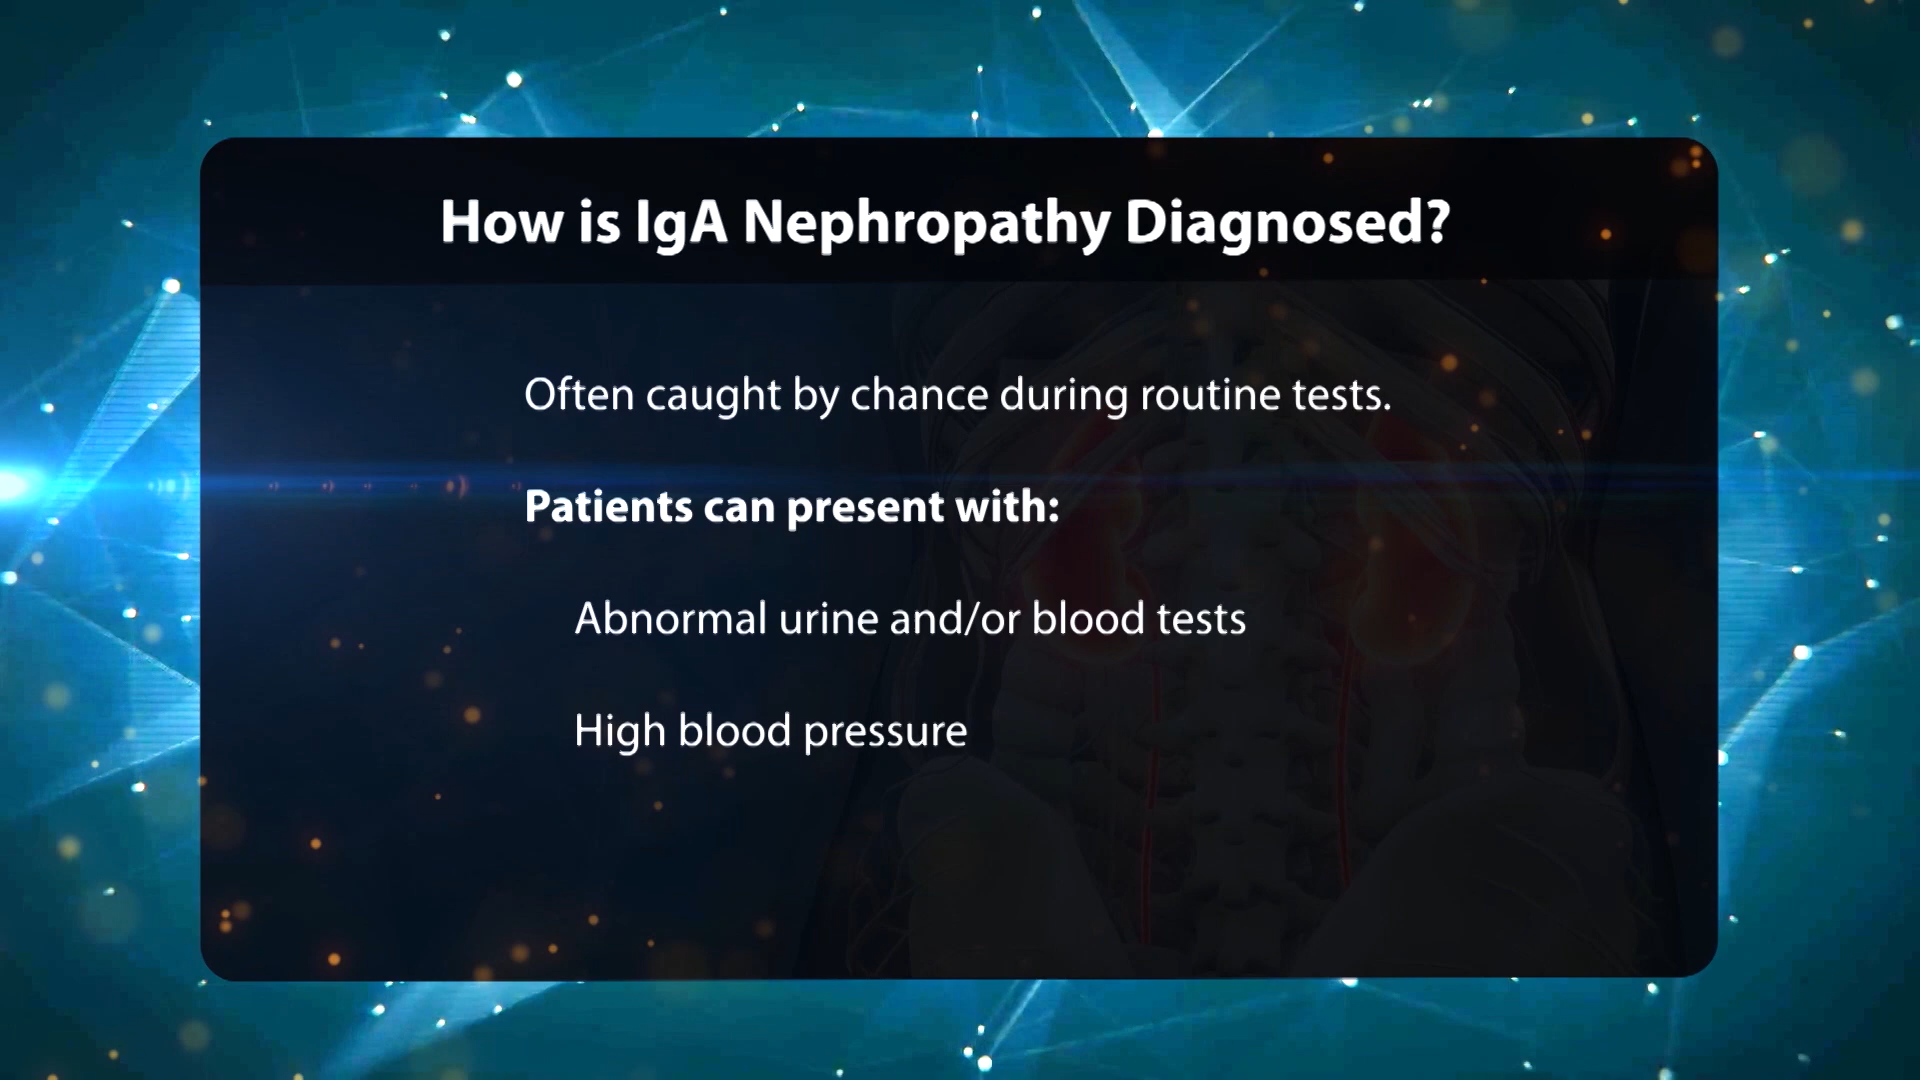 How is IgA Nephropathy Diagnosed?
Often caught by chance during routine tests.
Patients can present with:
Abnormal urine and/or blood tests
High blood pressure